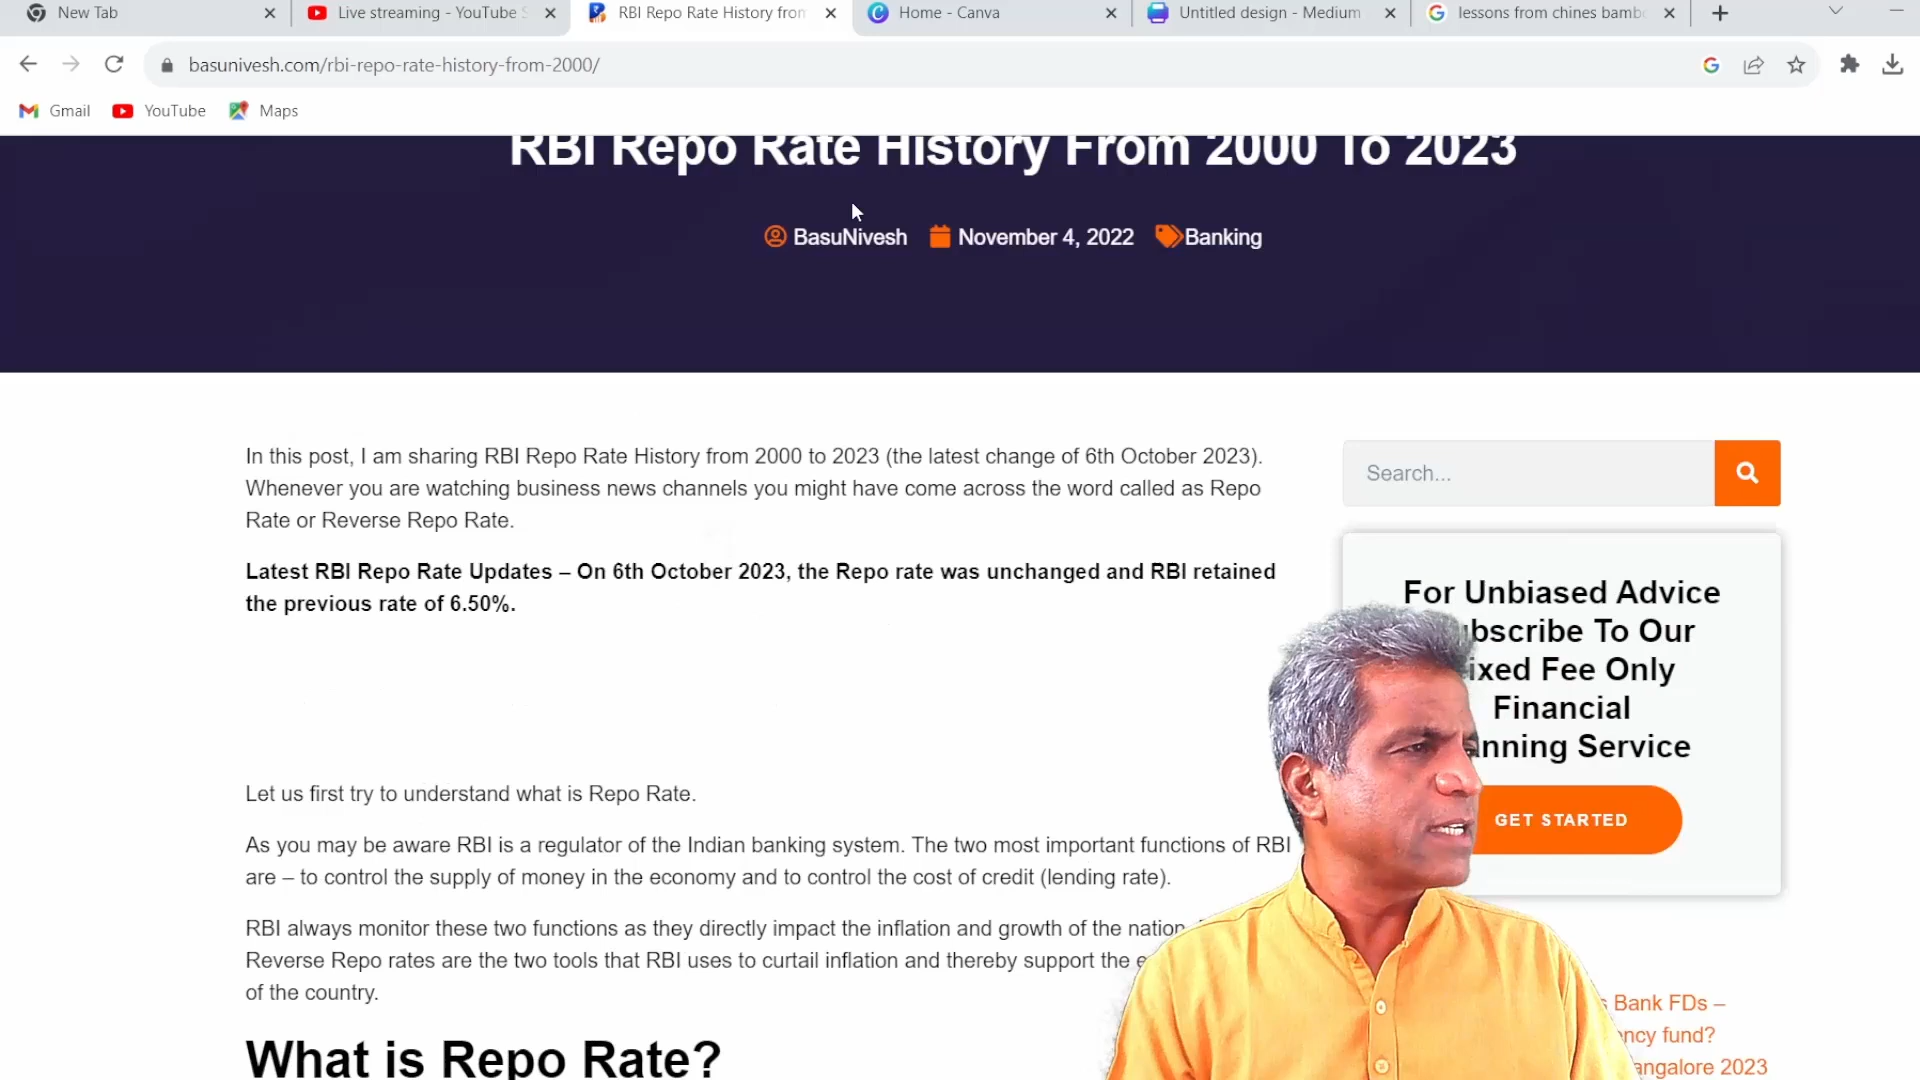 New Tab
Live streaming - YouTube S
RBI Repo Rate History from
Home - Canva
Untitled design - Medium
lessons from chines bambo
basunivesh.com/rbi-repo-rate-history-from-2000/
Gmail
YouTube
Maps
RBI Repo Rate History From 2000 To 2023
BasuNivesh
November 4, 2022
Banking
In this post, I am sharing RBI Repo Rate History from 2000 to 2023 (the latest change of 6th October 2023).
Whenever you are watching business news channels you might have come across the word called as Repo
Rate or Reverse Repo Rate.
Latest RBI Repo Rate Updates – On 6th October 2023, the Repo rate was unchanged and RBI retained
the previous rate of 6.50%.
Let us first try to understand what is Repo Rate.
As you may be aware RBI is a regulator of the Indian banking system. The two most important functions of RBI
are – to control the supply of money in the economy and to control the cost of credit (lending rate).
RBI always monitor these two functions as they directly impact the inflation and growth of the nation
Reverse Repo rates are the two tools that RBI uses to curtail inflation and thereby support the
of the country.
What is Repo Rate?
Search...
For Unbiased Advice
bscribe To Our
ixed Fee Only
Financial
nning Service
GET STARTED
Bank FDs –
ncy fund?
angalore 2023